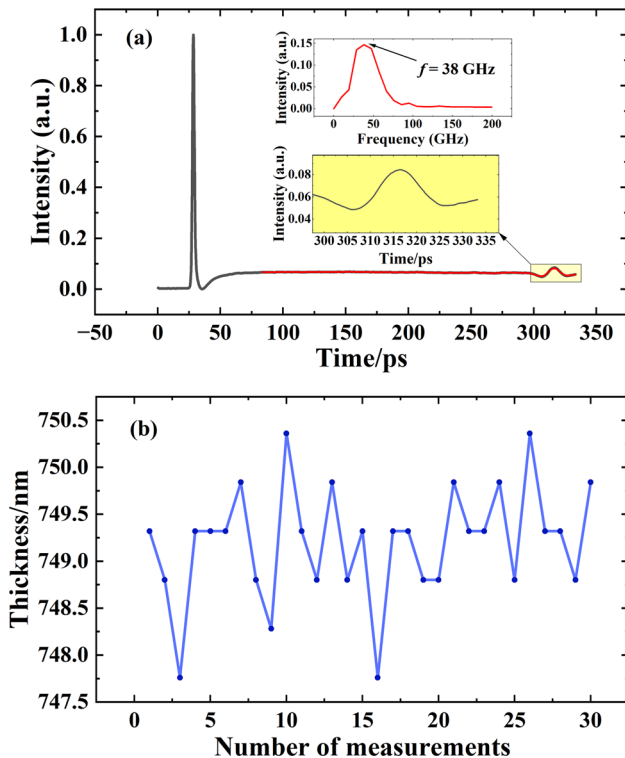 (a)
Intensity (a.u.)
1.0
0.8
0.6
0.4
0.2
0.0
−50 0 50 100 150 200 250 300 350
Time/ps
Intensity (a.u.)
0.15
0.10
0.05
0.00
f = 38 GHz
0 50 100 150 200
Frequency (GHz)
Intensity (a.u.)
0.08
0.06
0.04
300 305 310 315 320 325 330 335
Time/ps
(b)
Thickness/nm
750.5
750.0
749.5
749.0
748.5
748.0
747.5
0 5 10 15 20 25 30
Number of measurements